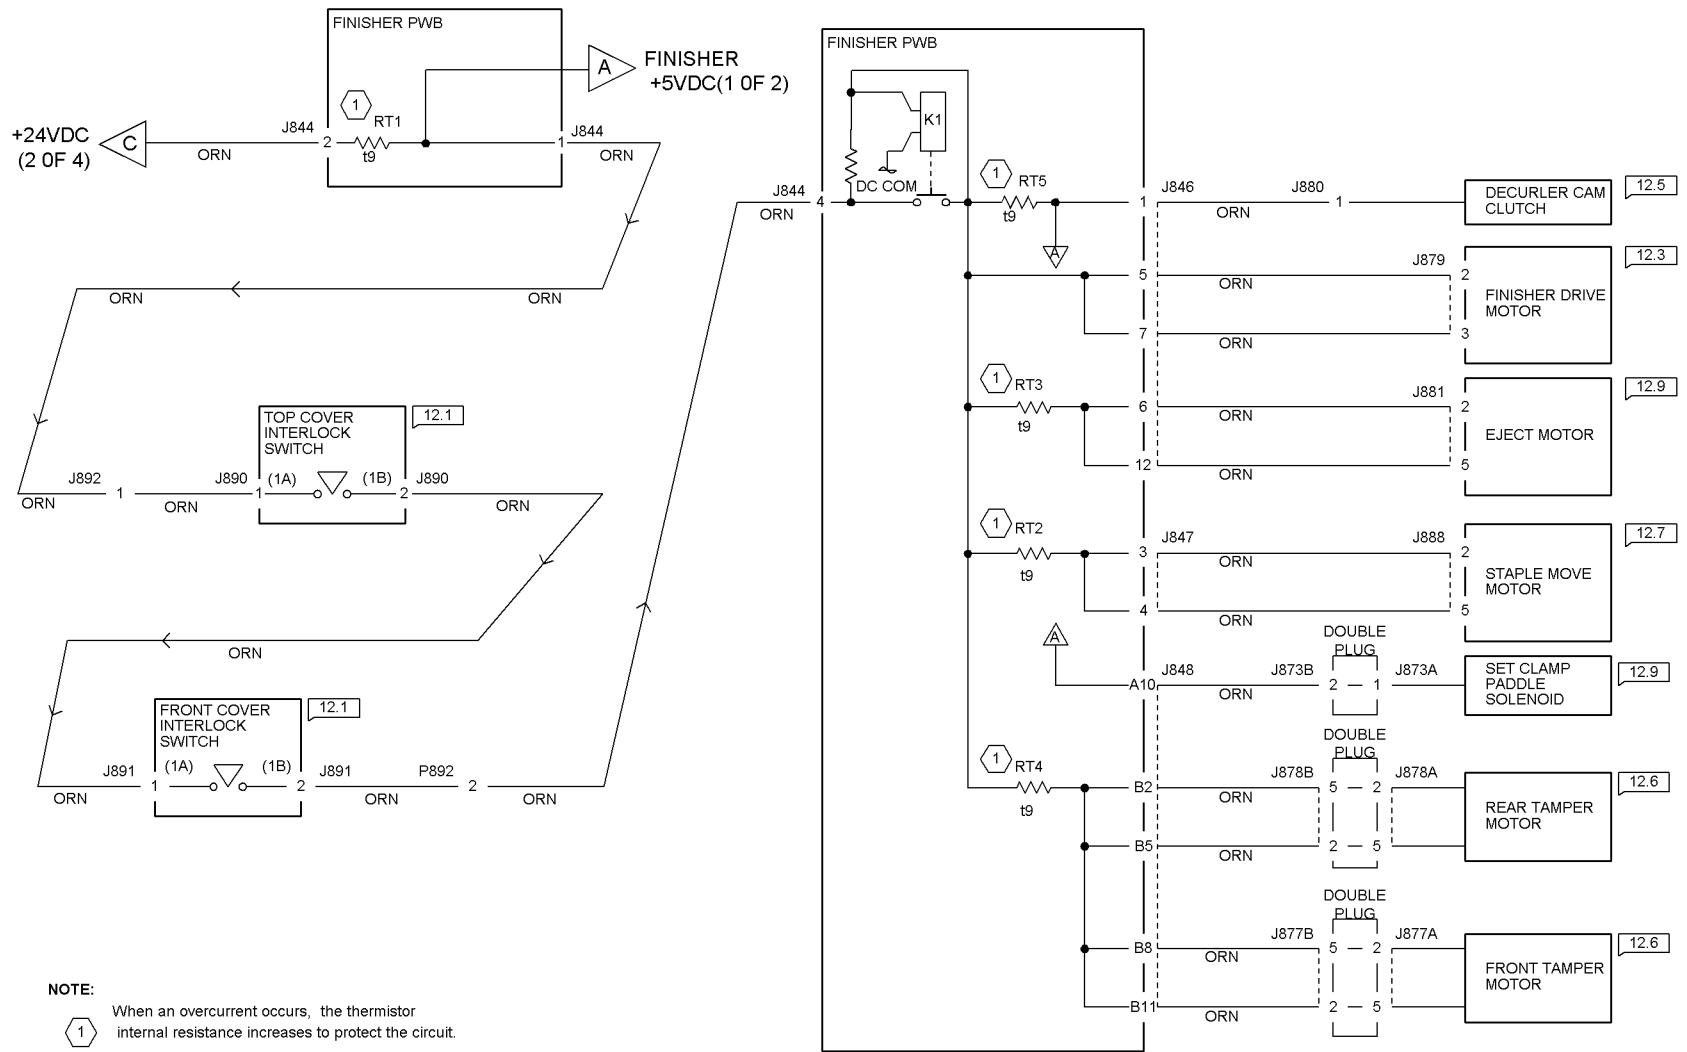 FINISHER PWB
A
FINISHER
+5VDC(1 0F 2)
1
RT1
t9
+24VDC
(2 0F 4)
C
ORN
J844
2
1
J844
ORN
ORN
ORN
TOP COVER
INTERLOCK
SWITCH
12.1
J892
1
ORN
ORN
J890
1
(1A)
(1B)
2
J890
ORN
ORN
FRONT COVER
INTERLOCK
SWITCH
12.1
J891
1
(1A)
(1B)
2
J891
P892
2
ORN
ORN
ORN
NOTE:
When an overcurrent occurs, the thermistor
1
internal resistance increases to protect the circuit.
FINISHER PWB
K1
DC COM
J844
4
ORN
1
RT5
t9
A
1
J846
ORN
J880
1
DECURLER CAM
CLUTCH
12.5
5
ORN
J879
2
7
ORN
3
FINISHER DRIVE
MOTOR
12.3
1
RT3
t9
6
ORN
J881
2
12
ORN
5
EJECT MOTOR
12.9
1
RT2
t9
3
J847
ORN
J888
2
4
ORN
5
STAPLE MOVE
MOTOR
12.7
A
A10
J848
ORN
DOUBLE
PLUG
J873B
2
1
J873A
SET CLAMP
PADDLE
SOLENOID
12.9
1
RT4
t9
B2
ORN
DOUBLE
PLUG
J878B
5
2
J878A
B5
ORN
2
5
REAR TAMPER
MOTOR
12.6
B8
ORN
DOUBLE
PLUG
J877B
5
2
J877A
B11
ORN
2
5
FRONT TAMPER
MOTOR
12.6